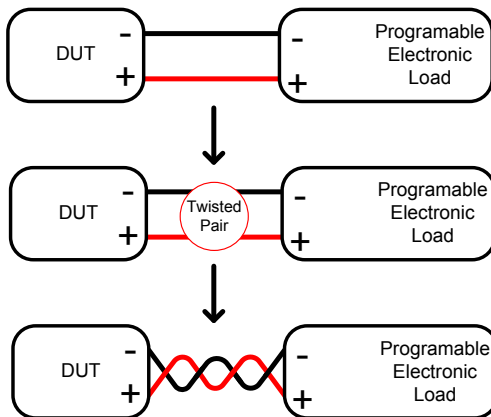 DUT
-
+
-
+
Programable
Electronic
Load
DUT
-
+
Twisted
Pair
-
+
Programable
Electronic
Load
DUT
-
+
-
+
Programable
Electronic
Load